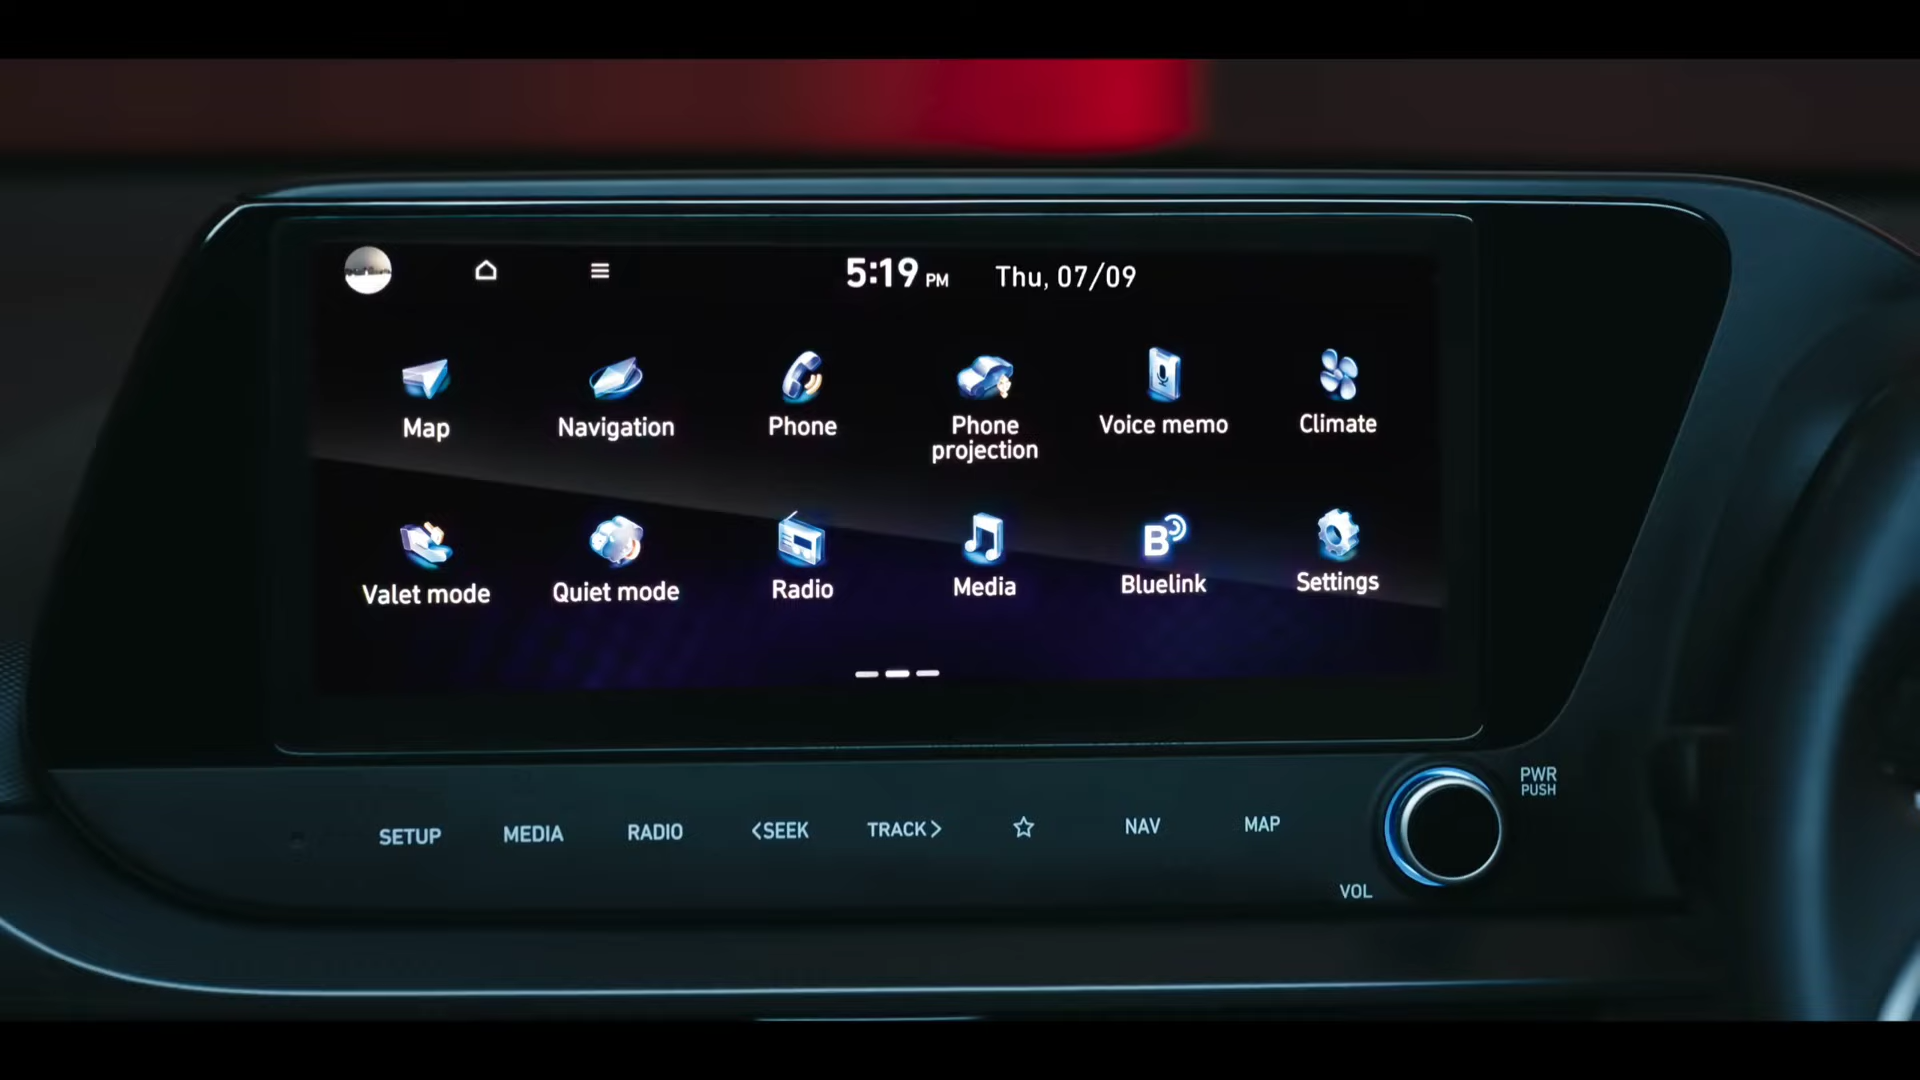 5:19 PM Thu, 07/09
Map Navigation Phone Phone projection Voice memo Climate
Valet mode Quiet mode Radio Media Bluelink Settings
PWR
PUSH
SETUP MEDIA RADIO <SEEK TRACK> ☆ NAV MAP
VOL